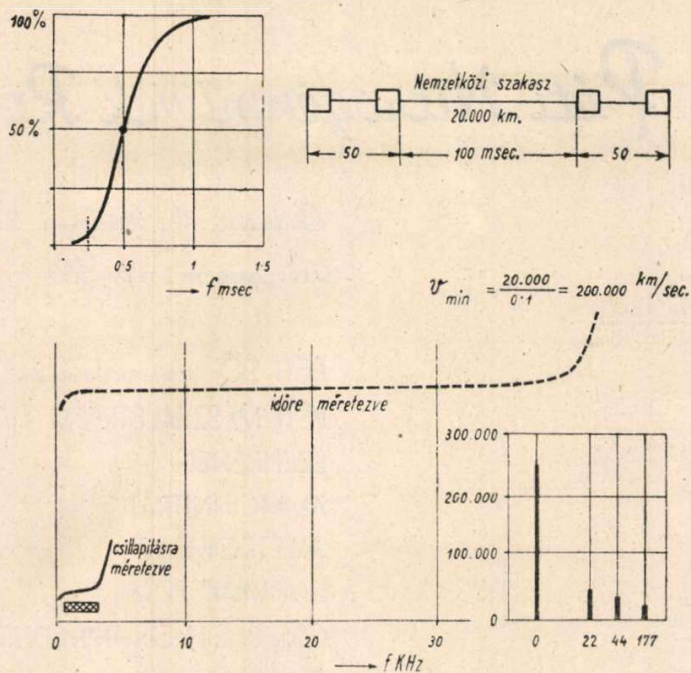 100%
50%
0·5 1 1·5
f msec
Nemzetközi szakasz
20.000 km.
50 100 msec. 50
v min = 20.000 / 0·1 = 200.000 km/sec.
időre méretezve
csillapításra
méretezve
0 10 20 30
f KHz
300.000
200.000
100.000
0
0 22 44 177